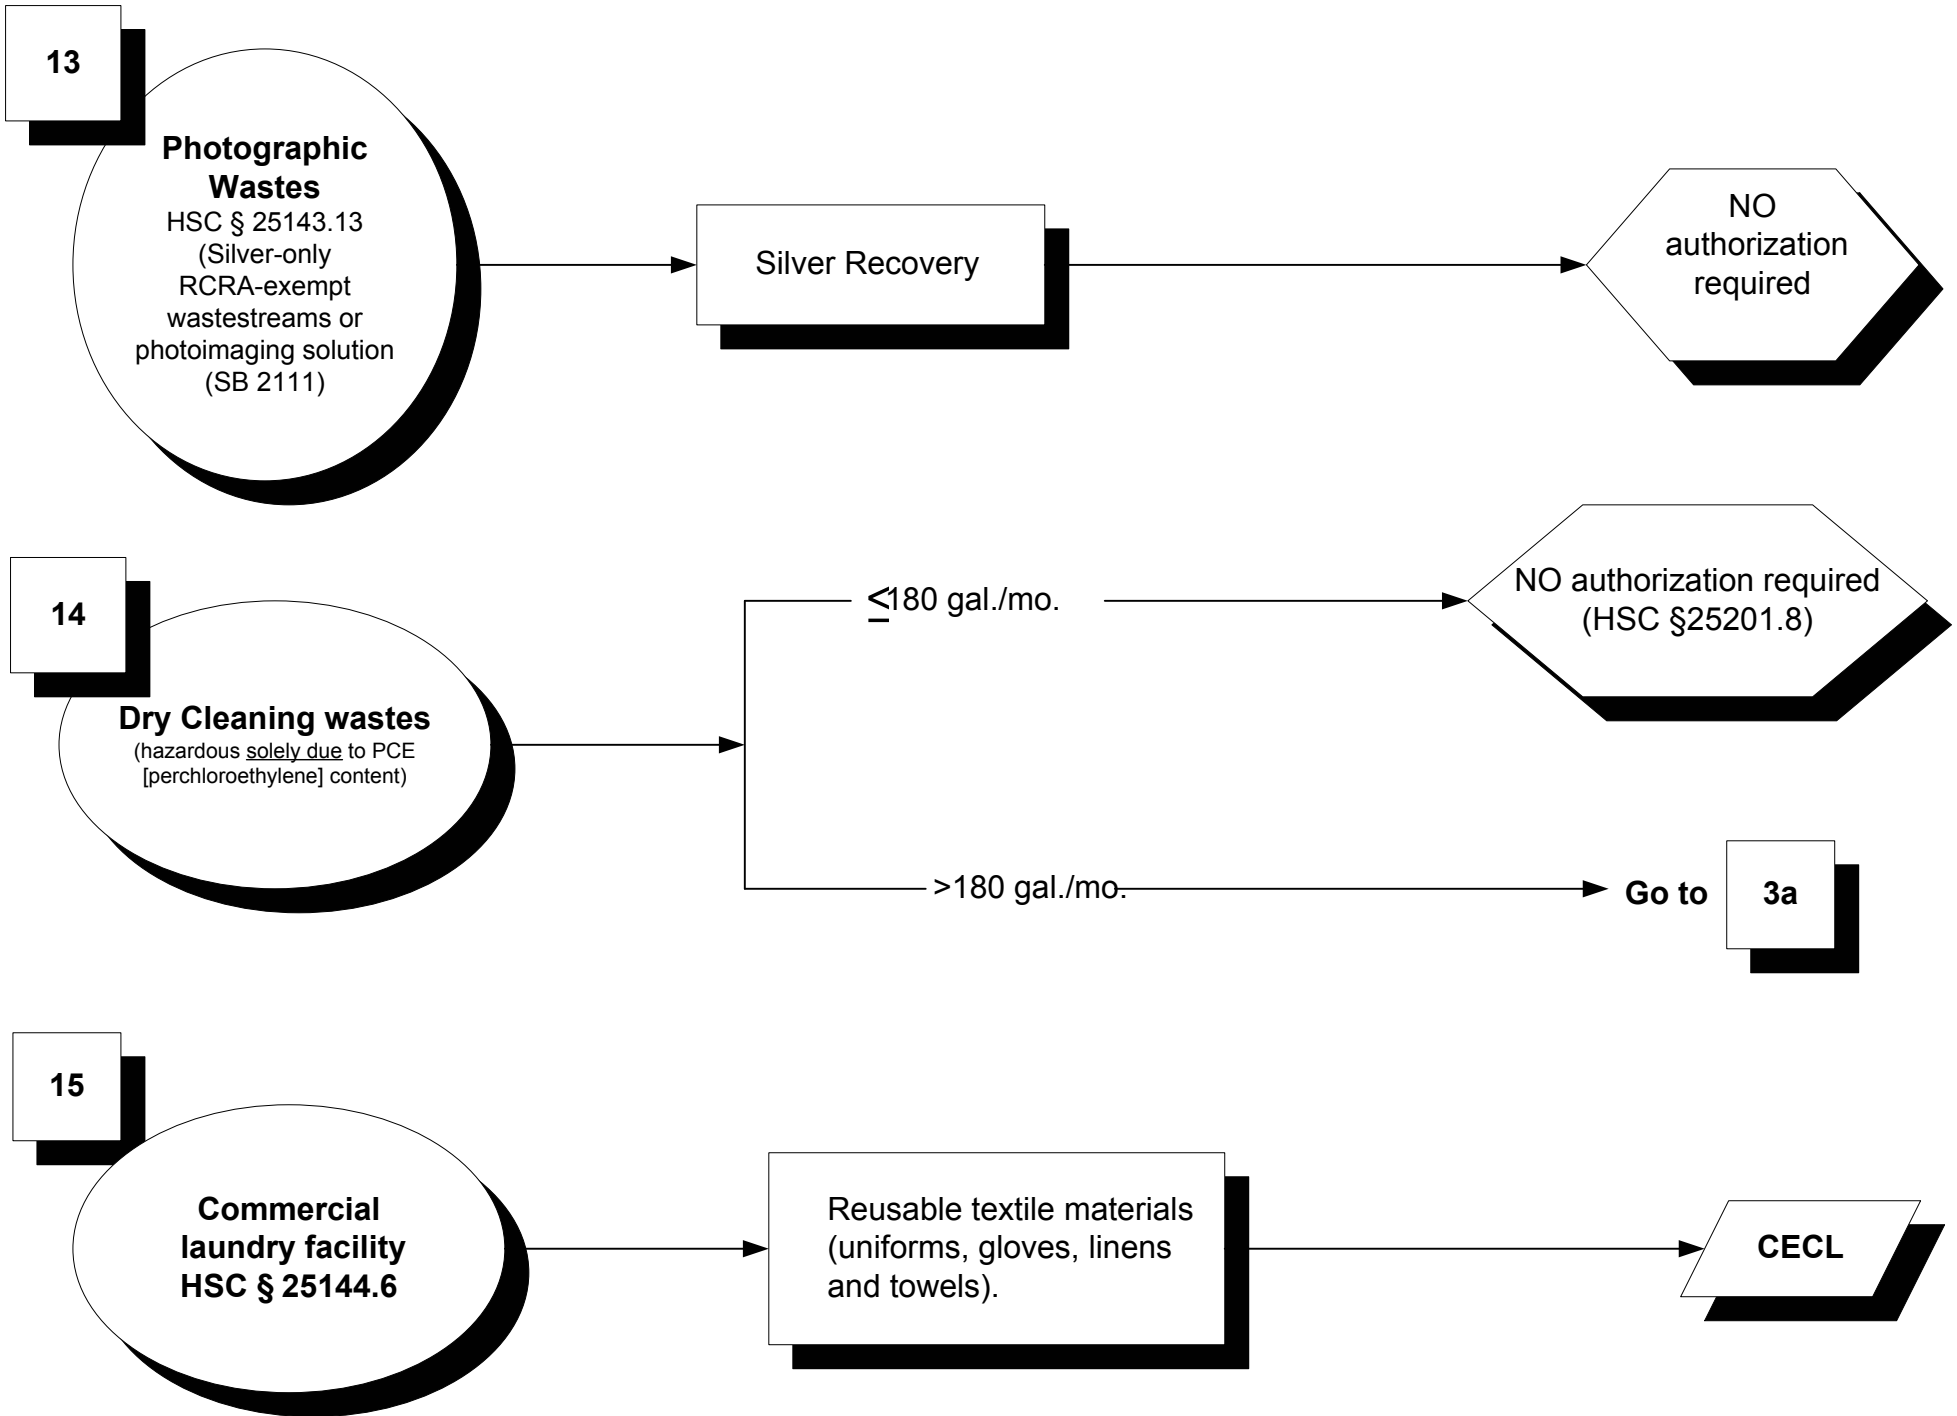 13
Photographic
Wastes
HSC § 25143.13
(Silver-only
RCRA-exempt
wastestreams or
photoimaging solution
(SB 2111)
Silver Recovery
NO
authorization
required
14
Dry Cleaning wastes
(hazardous solely due to PCE
[perchloroethylene] content)
≤180 gal./mo.
NO authorization required
(HSC §25201.8)
>180 gal./mo.
Go to
3a
15
Commercial
laundry facility
HSC § 25144.6
Reusable textile materials
(uniforms, gloves, linens
and towels).
CECL